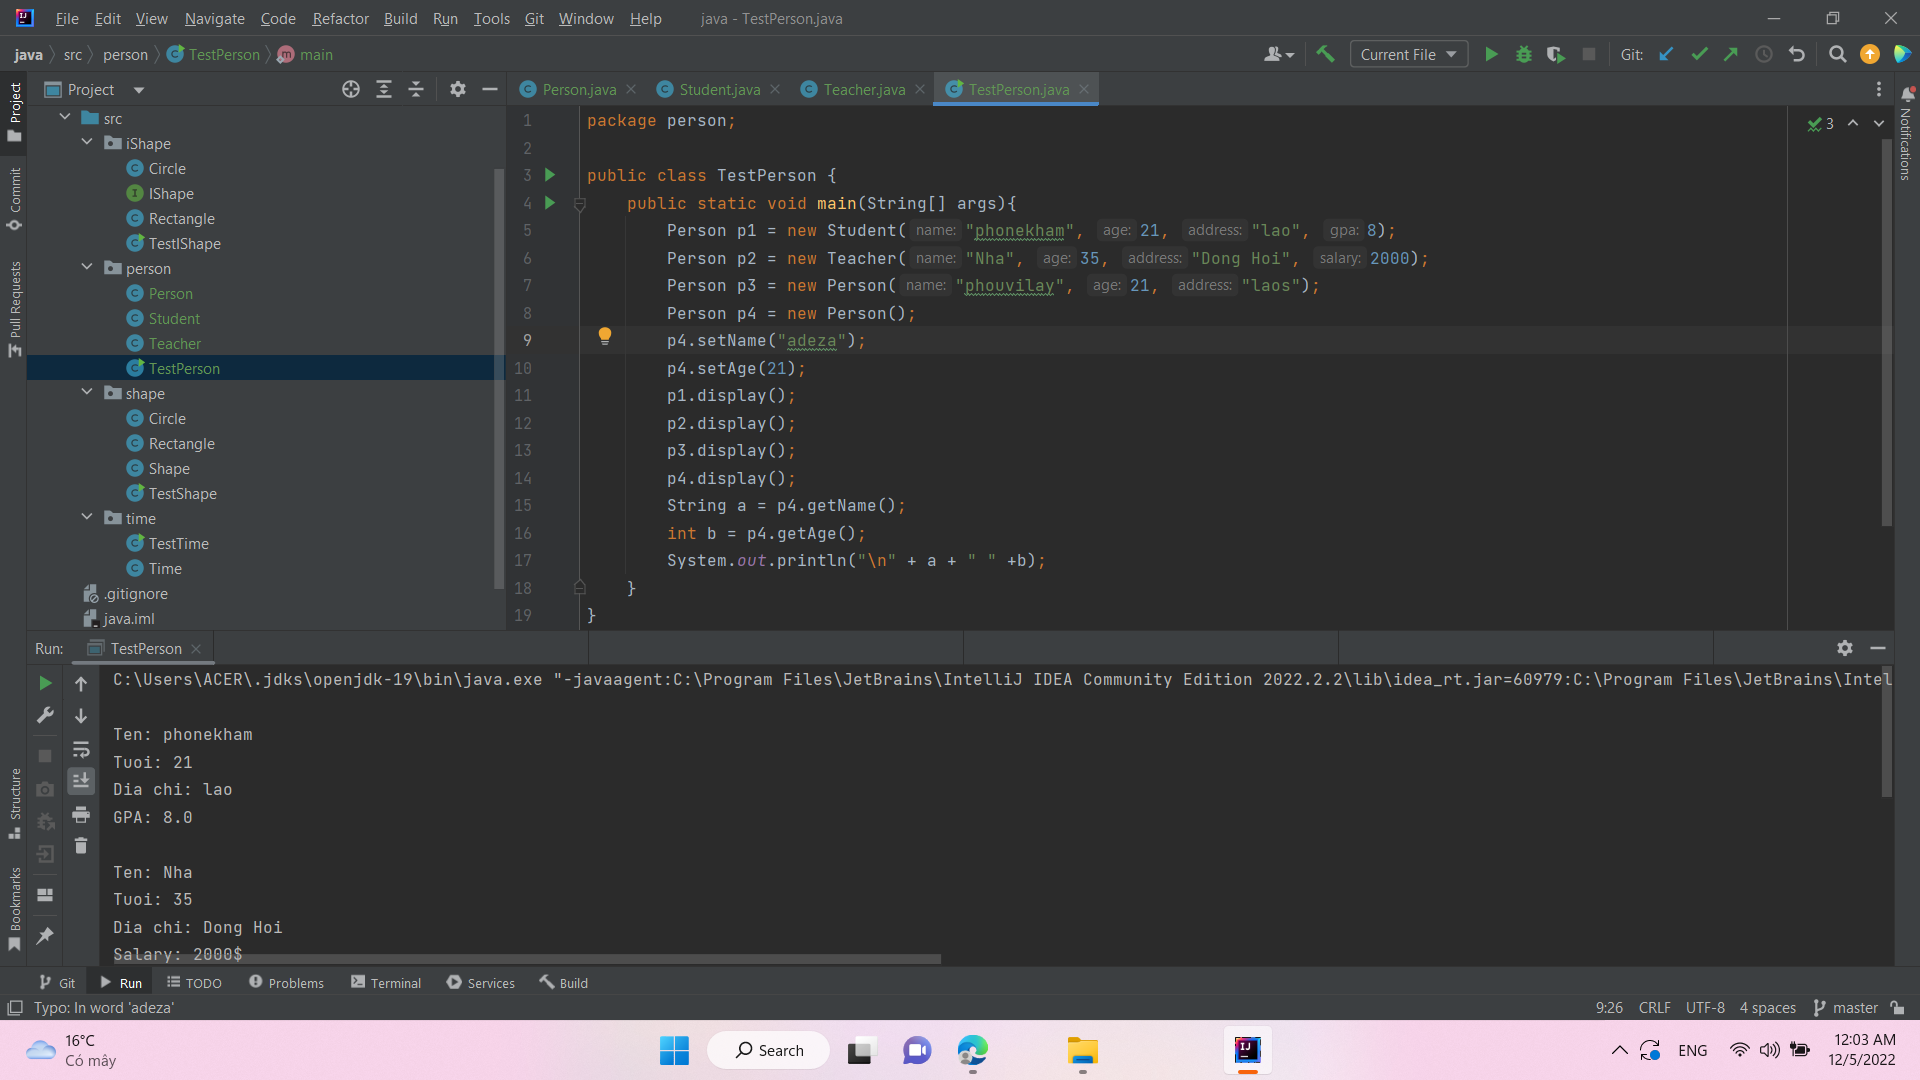 File Edit View Navigate Code Refactor Build Run Tools Git Window Help java - TestPerson.java
java src person TestPerson main Current File Git:
Project
Person.java Student.java Teacher.java TestPerson.java
Project
Commit
Pull Requests
Structure
Bookmarks
Notifications
src
iShape
Circle
IShape
Rectangle
TestIShape
person
Person
Student
Teacher
TestPerson
shape
Circle
Rectangle
Shape
TestShape
time
TestTime
Time
.gitignore
java.iml
3
1 package person;
2
3 public class TestPerson {
4 public static void main(String[] args){
5 Person p1 = new Student( name: "phonekham", age: 21, address: "lao", gpa: 8);
6 Person p2 = new Teacher( name: "Nha", age: 35, address: "Dong Hoi", salary: 2000);
7 Person p3 = new Person( name: "phouvilay", age: 21, address: "laos");
8 Person p4 = new Person();
9 p4.setName("adeza");
10 p4.setAge(21);
11 p1.display();
12 p2.display();
13 p3.display();
14 p4.display();
15 String a = p4.getName();
16 int b = p4.getAge();
17 System.out.println("\n" + a + " " +b);
18 }
19 }
Run: TestPerson
C:\Users\ACER\.jdks\openjdk-19\bin\java.exe "-javaagent:C:\Program Files\JetBrains\IntelliJ IDEA Community Edition 2022.2.2\lib\idea_rt.jar=60979:C:\Program Files\JetBrains\Intel
Ten: phonekham
Tuoi: 21
Dia chi: lao
GPA: 8.0
Ten: Nha
Tuoi: 35
Dia chi: Dong Hoi
Salary: 2000$
Git Run TODO Problems Terminal Services Build
Typo: In word 'adeza' 9:26 CRLF UTF-8 4 spaces master
16°C
Có mây
Search
ENG
12:03 AM
12/5/2022